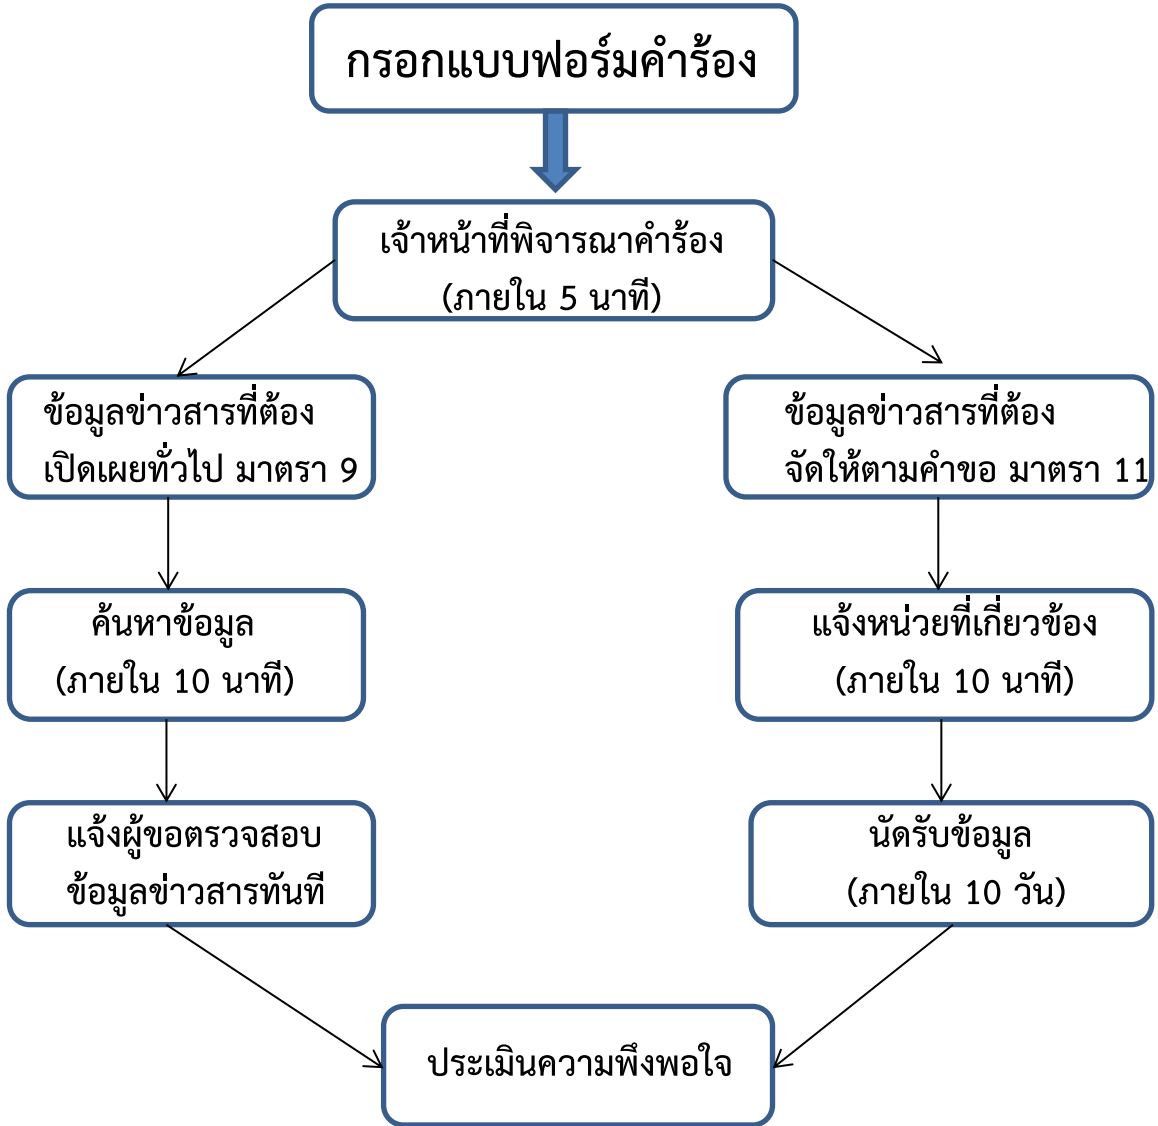 กรอกแบบฟอร์มคำร้อง
เจ้าหน้าที่พิจารณาคำร้อง
(ภายใน 5 นาที)
ข้อมูลข่าวสารที่ต้อง
เปิดเผยทั่วไป มาตรา 9
ข้อมูลข่าวสารที่ต้อง
จัดให้ตามคำขอ มาตรา 11
ค้นหาข้อมูล
(ภายใน 10 นาที)
แจ้งหน่วยที่เกี่ยวข้อง
(ภายใน 10 นาที)
แจ้งผู้ขอตรวจสอบ
ข้อมูลข่าวสารทันที
นัดรับข้อมูล
(ภายใน 10 วัน)
ประเมินความพึงพอใจ